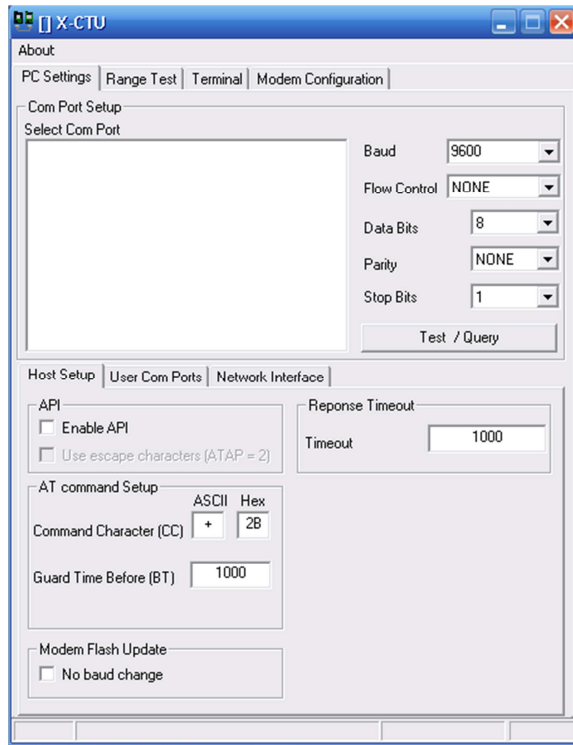 [] X-CTU
About
PC Settings Range Test Terminal Modem Configuration
Com Port Setup
Select Com Port
Baud 9600
Flow Control NONE
Data Bits 8
Parity NONE
Stop Bits 1
Test / Query
Host Setup User Com Ports Network Interface
API
Enable API
Use escape characters (ATAP = 2)
Reponse Timeout
Timeout 1000
AT command Setup
ASCII Hex
Command Character (CC) + 2B
Guard Time Before (BT) 1000
Modem Flash Update
No baud change